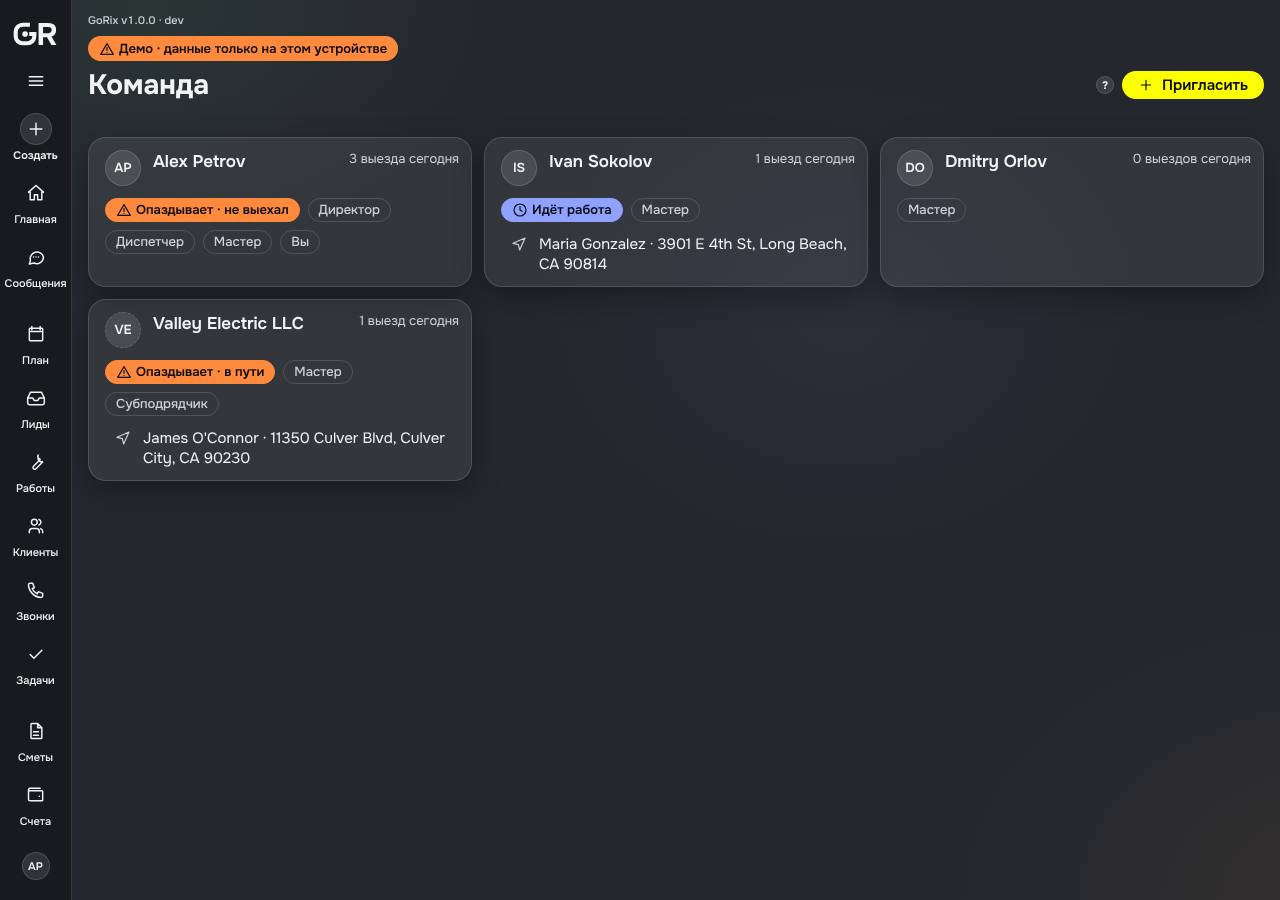 GR
GoRix v1.0.0 · dev
Демо · данные только на этом устройстве
Команда
?
Пригласить
Создать
Главная
Сообщения
План
Лиды
Работы
Клиенты
Звонки
Задачи
Сметы
Счета
AP
AP
Alex Petrov
3 выезда сегодня
Опаздывает · не выехал
Директор
Диспетчер
Мастер
Вы
IS
Ivan Sokolov
1 выезд сегодня
Идёт работа
Мастер
Maria Gonzalez · 3901 E 4th St, Long Beach,
CA 90814
DO
Dmitry Orlov
0 выездов сегодня
Мастер
VE
Valley Electric LLC
1 выезд сегодня
Опаздывает · в пути
Мастер
Субподрядчик
James O'Connor · 11350 Culver Blvd, Culver
City, CA 90230